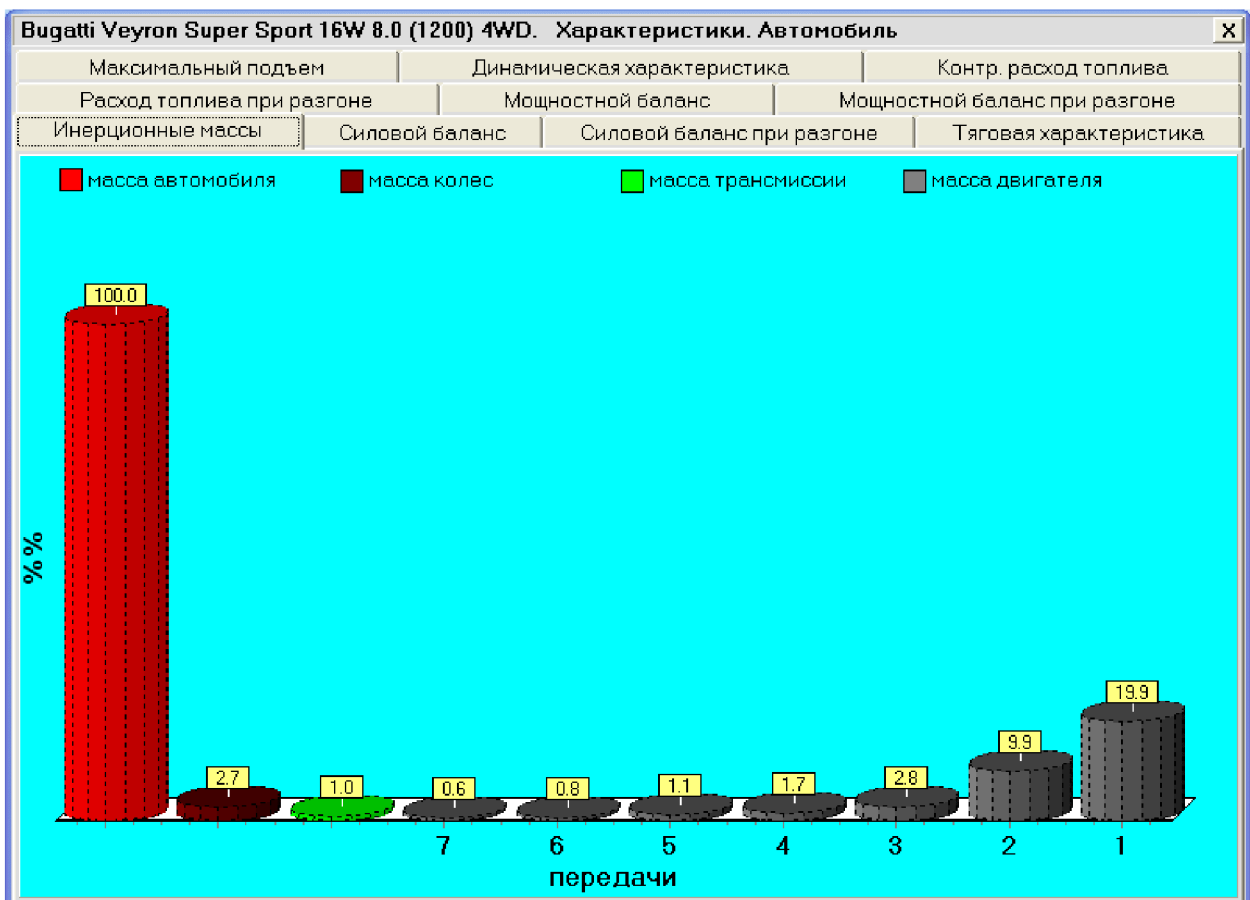 Bugatti Veyron Super Sport 16W 8.0 (1200) 4WD. Характеристики. Автомобиль X
Максимальный подъем Динамическая характеристика Контр. расход топлива
Расход топлива при разгоне Мощностной баланс Мощностной баланс при разгоне
Инерционные массы Силовой баланс Силовой баланс при разгоне Тяговая характеристика
масса автомобиля масса колес масса трансмиссии масса двигателя
100.0
%%
19.9
9.9
2.7 1.0 0.6 0.8 1.1 1.7 2.8
7 6 5 4 3 2 1
передачи